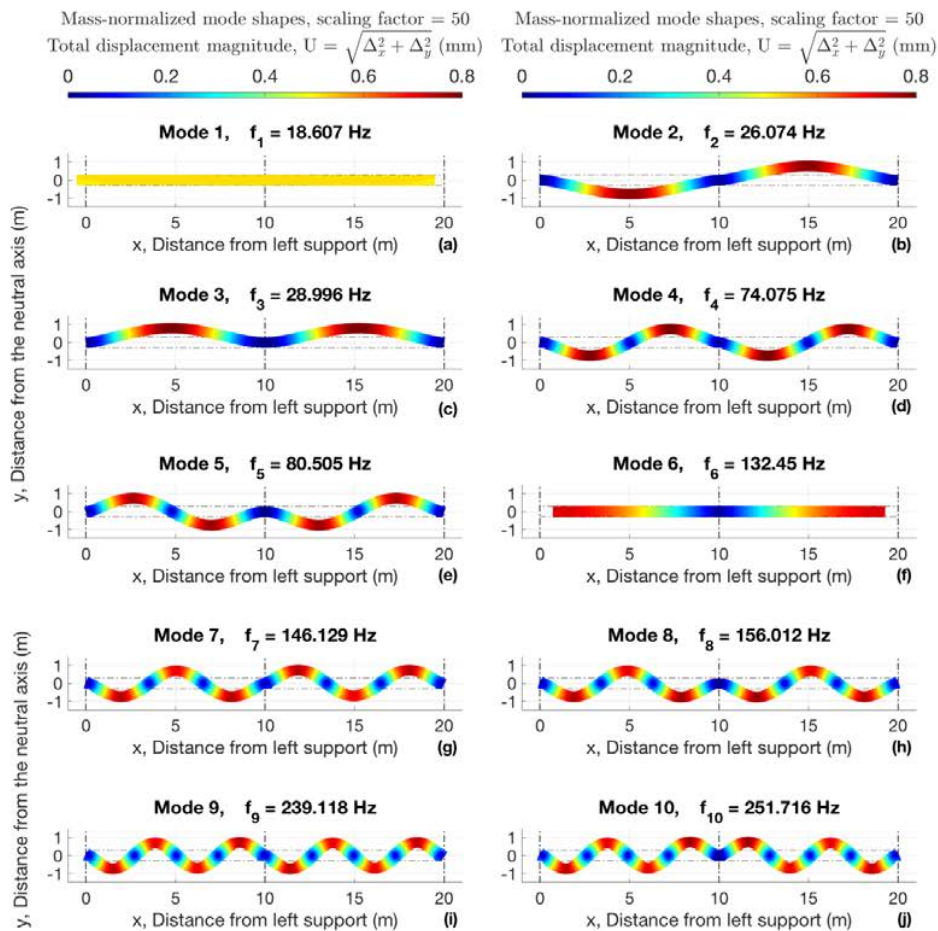 Mass-normalized mode shapes, scaling factor = 50
Total displacement magnitude, U = √(Δx² + Δy²) (mm)
0 0.2 0.4 0.6 0.8
Mass-normalized mode shapes, scaling factor = 50
Total displacement magnitude, U = √(Δx² + Δy²) (mm)
0 0.2 0.4 0.6 0.8
y, Distance from the neutral axis (m)
Mode 1, f1 = 18.607 Hz
1
0
-1
0 5 10 15 20
x, Distance from left support (m) (a)
Mode 2, f2 = 26.074 Hz
1
0
-1
0 5 10 15 20
x, Distance from left support (m) (b)
Mode 3, f3 = 28.996 Hz
1
0
-1
0 5 10 15 20
x, Distance from left support (m) (c)
Mode 4, f4 = 74.075 Hz
1
0
-1
0 5 10 15 20
x, Distance from left support (m) (d)
Mode 5, f5 = 80.505 Hz
1
0
-1
0 5 10 15 20
x, Distance from left support (m) (e)
Mode 6, f6 = 132.45 Hz
1
0
-1
0 5 10 15 20
x, Distance from left support (m) (f)
y, Distance from the neutral axis (m)
Mode 7, f7 = 146.129 Hz
1
0
-1
0 5 10 15 20
x, Distance from left support (m) (g)
Mode 8, f8 = 156.012 Hz
1
0
-1
0 5 10 15 20
x, Distance from left support (m) (h)
Mode 9, f9 = 239.118 Hz
1
0
-1
0 5 10 15 20
x, Distance from left support (m) (i)
Mode 10, f10 = 251.716 Hz
1
0
-1
0 5 10 15 20
x, Distance from left support (m) (j)